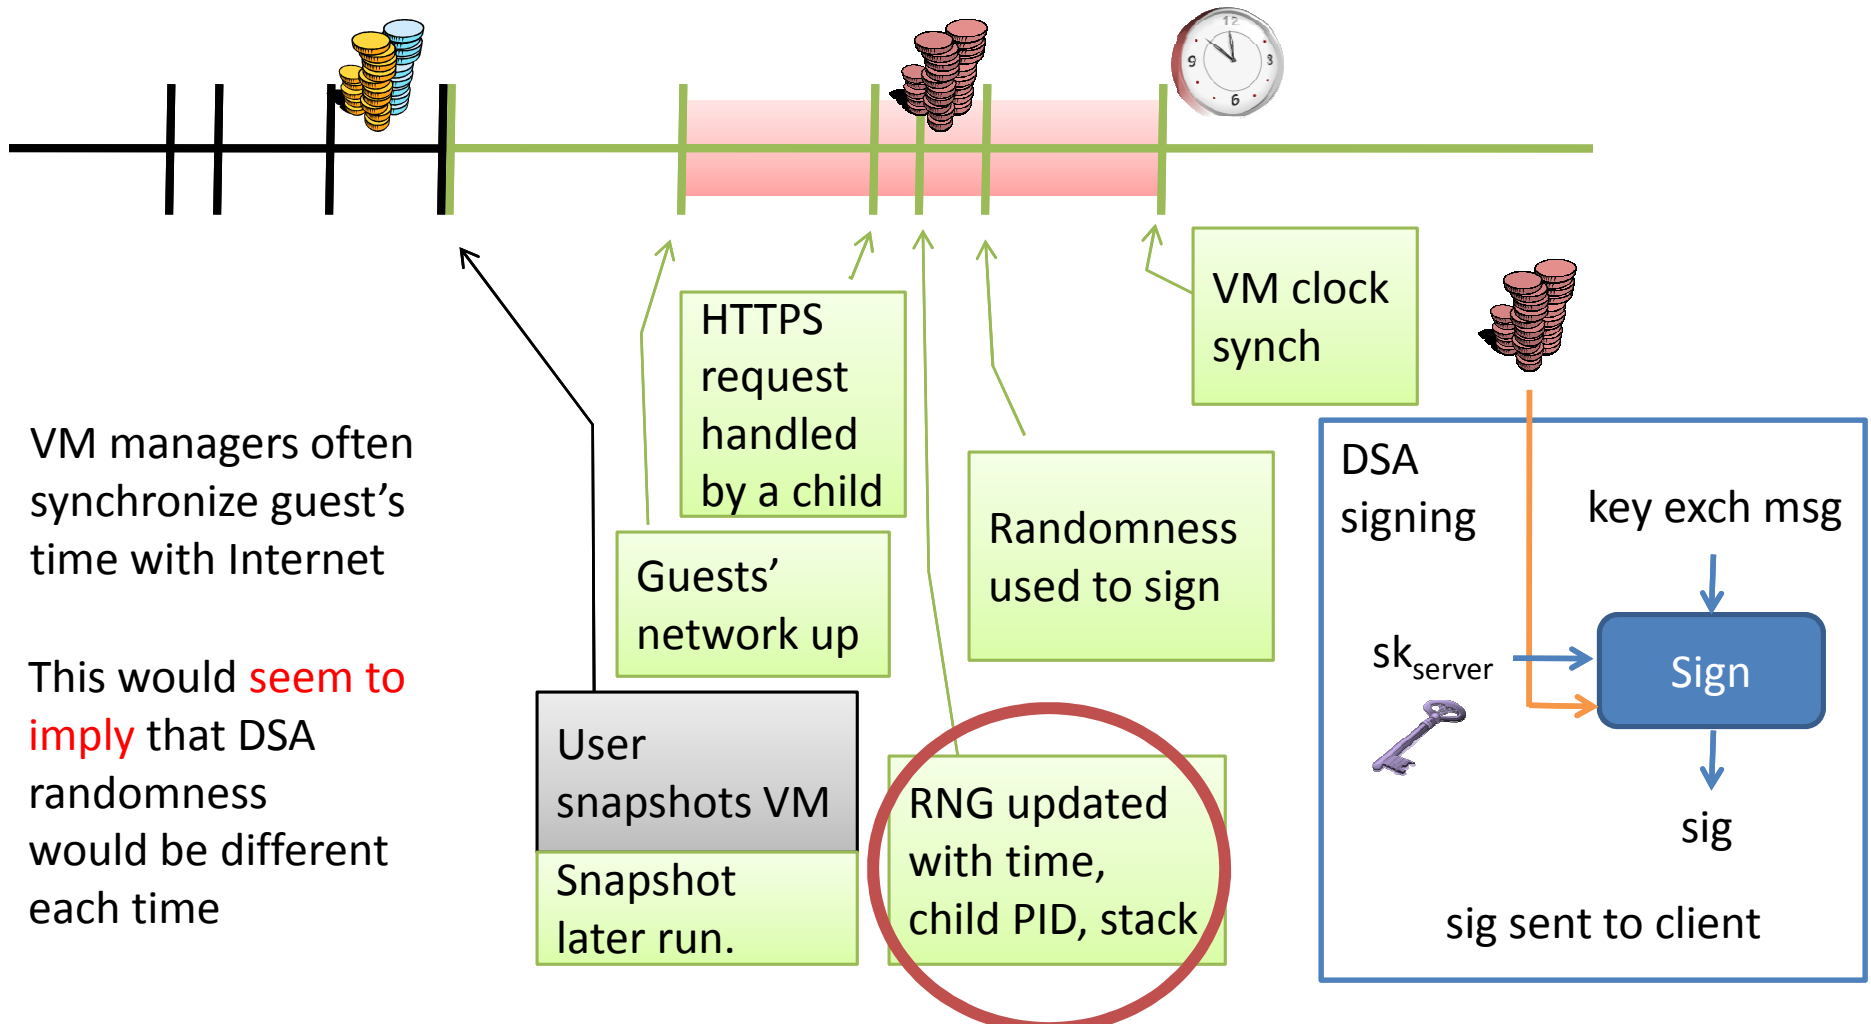 12
9
3
6
VM clock
synch
HTTPS
request
handled
by a child
VM managers often
synchronize guest's
time with Internet
This would seem to
imply that DSA
randomness
would be different
each time
Guests'
network up
Randomness
used to sign
User
snapshots VM
Snapshot
later run.
RNG updated
with time,
child PID, stack
DSA
signing
key exch msg
skserver
Sign
sig
sig sent to client